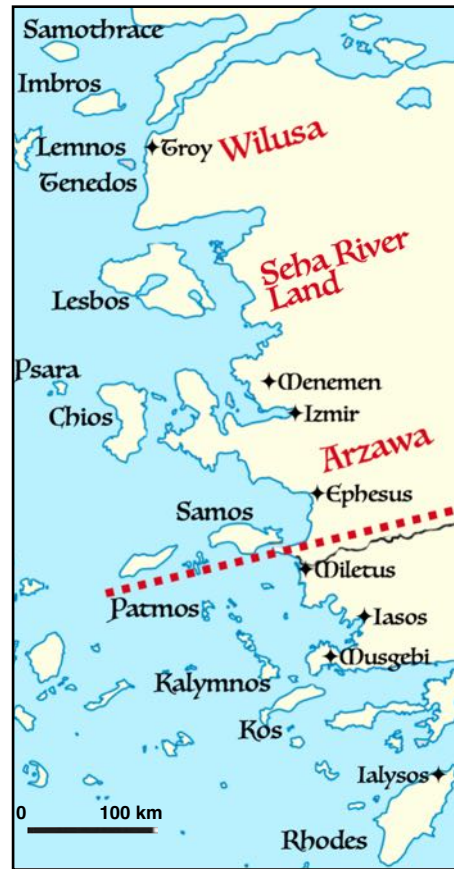 Samothrace
Imbros
Lemnos
Troy
Wilusa
Tenedos
Seha River
Land
Lesbos
Psara
Menemen
Chios
Izmir
Arzawa
Ephesus
Samos
Miletus
Patmos
Iasos
Musgebi
Kalymnos
Kos
Ialysos
0 100 km
Rhodes